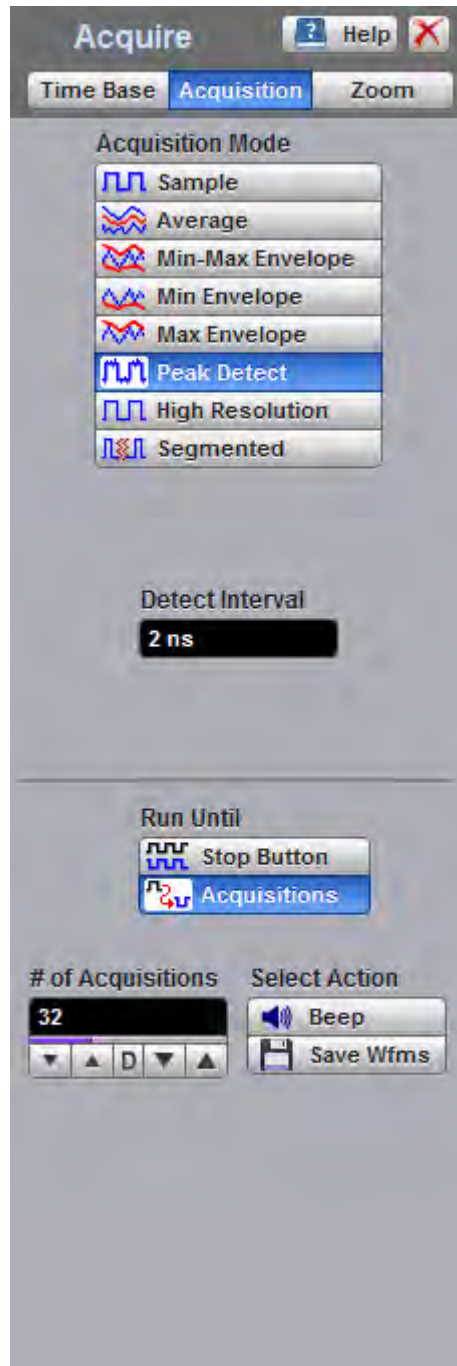 Acquire
? Help
Time Base Acquisition Zoom
Acquisition Mode
Sample
Average
Min-Max Envelope
Min Envelope
Max Envelope
Peak Detect
High Resolution
Segmented
Detect Interval
2 ns
Run Until
Stop Button
Acquisitions
# of Acquisitions Select Action
32 Beep
D Save Wfms